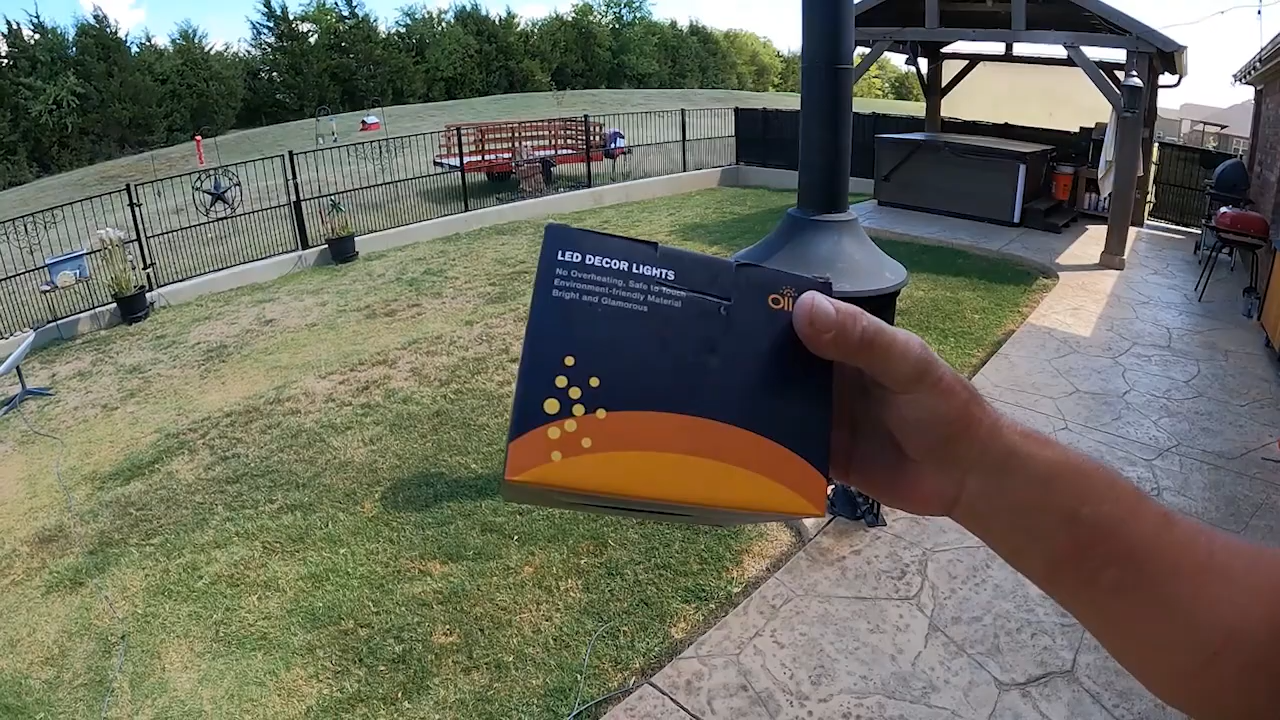 LED DECOR LIGHTS
No Overheating, Safe to Touch
Environment-friendly Material
Bright and Glamorous